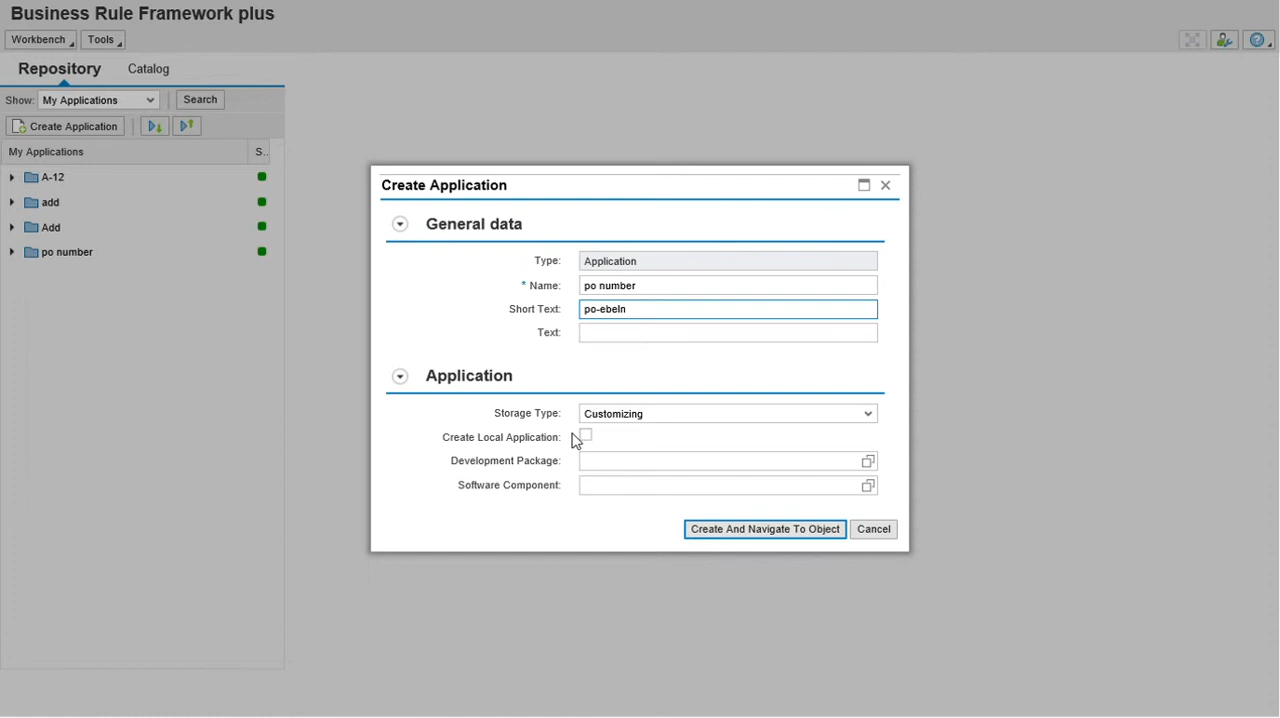 Business Rule Framework plus
Workbench Tools
Repository Catalog
Show: My Applications Search
Create Application
My Applications S..
A-12
add
Add
po number
Create Application
General data
Type: Application
* Name: po number
Short Text: po-ebeln
Text:
Application
Storage Type: Customizing
Create Local Application:
Development Package:
Software Component:
Create And Navigate To Object Cancel